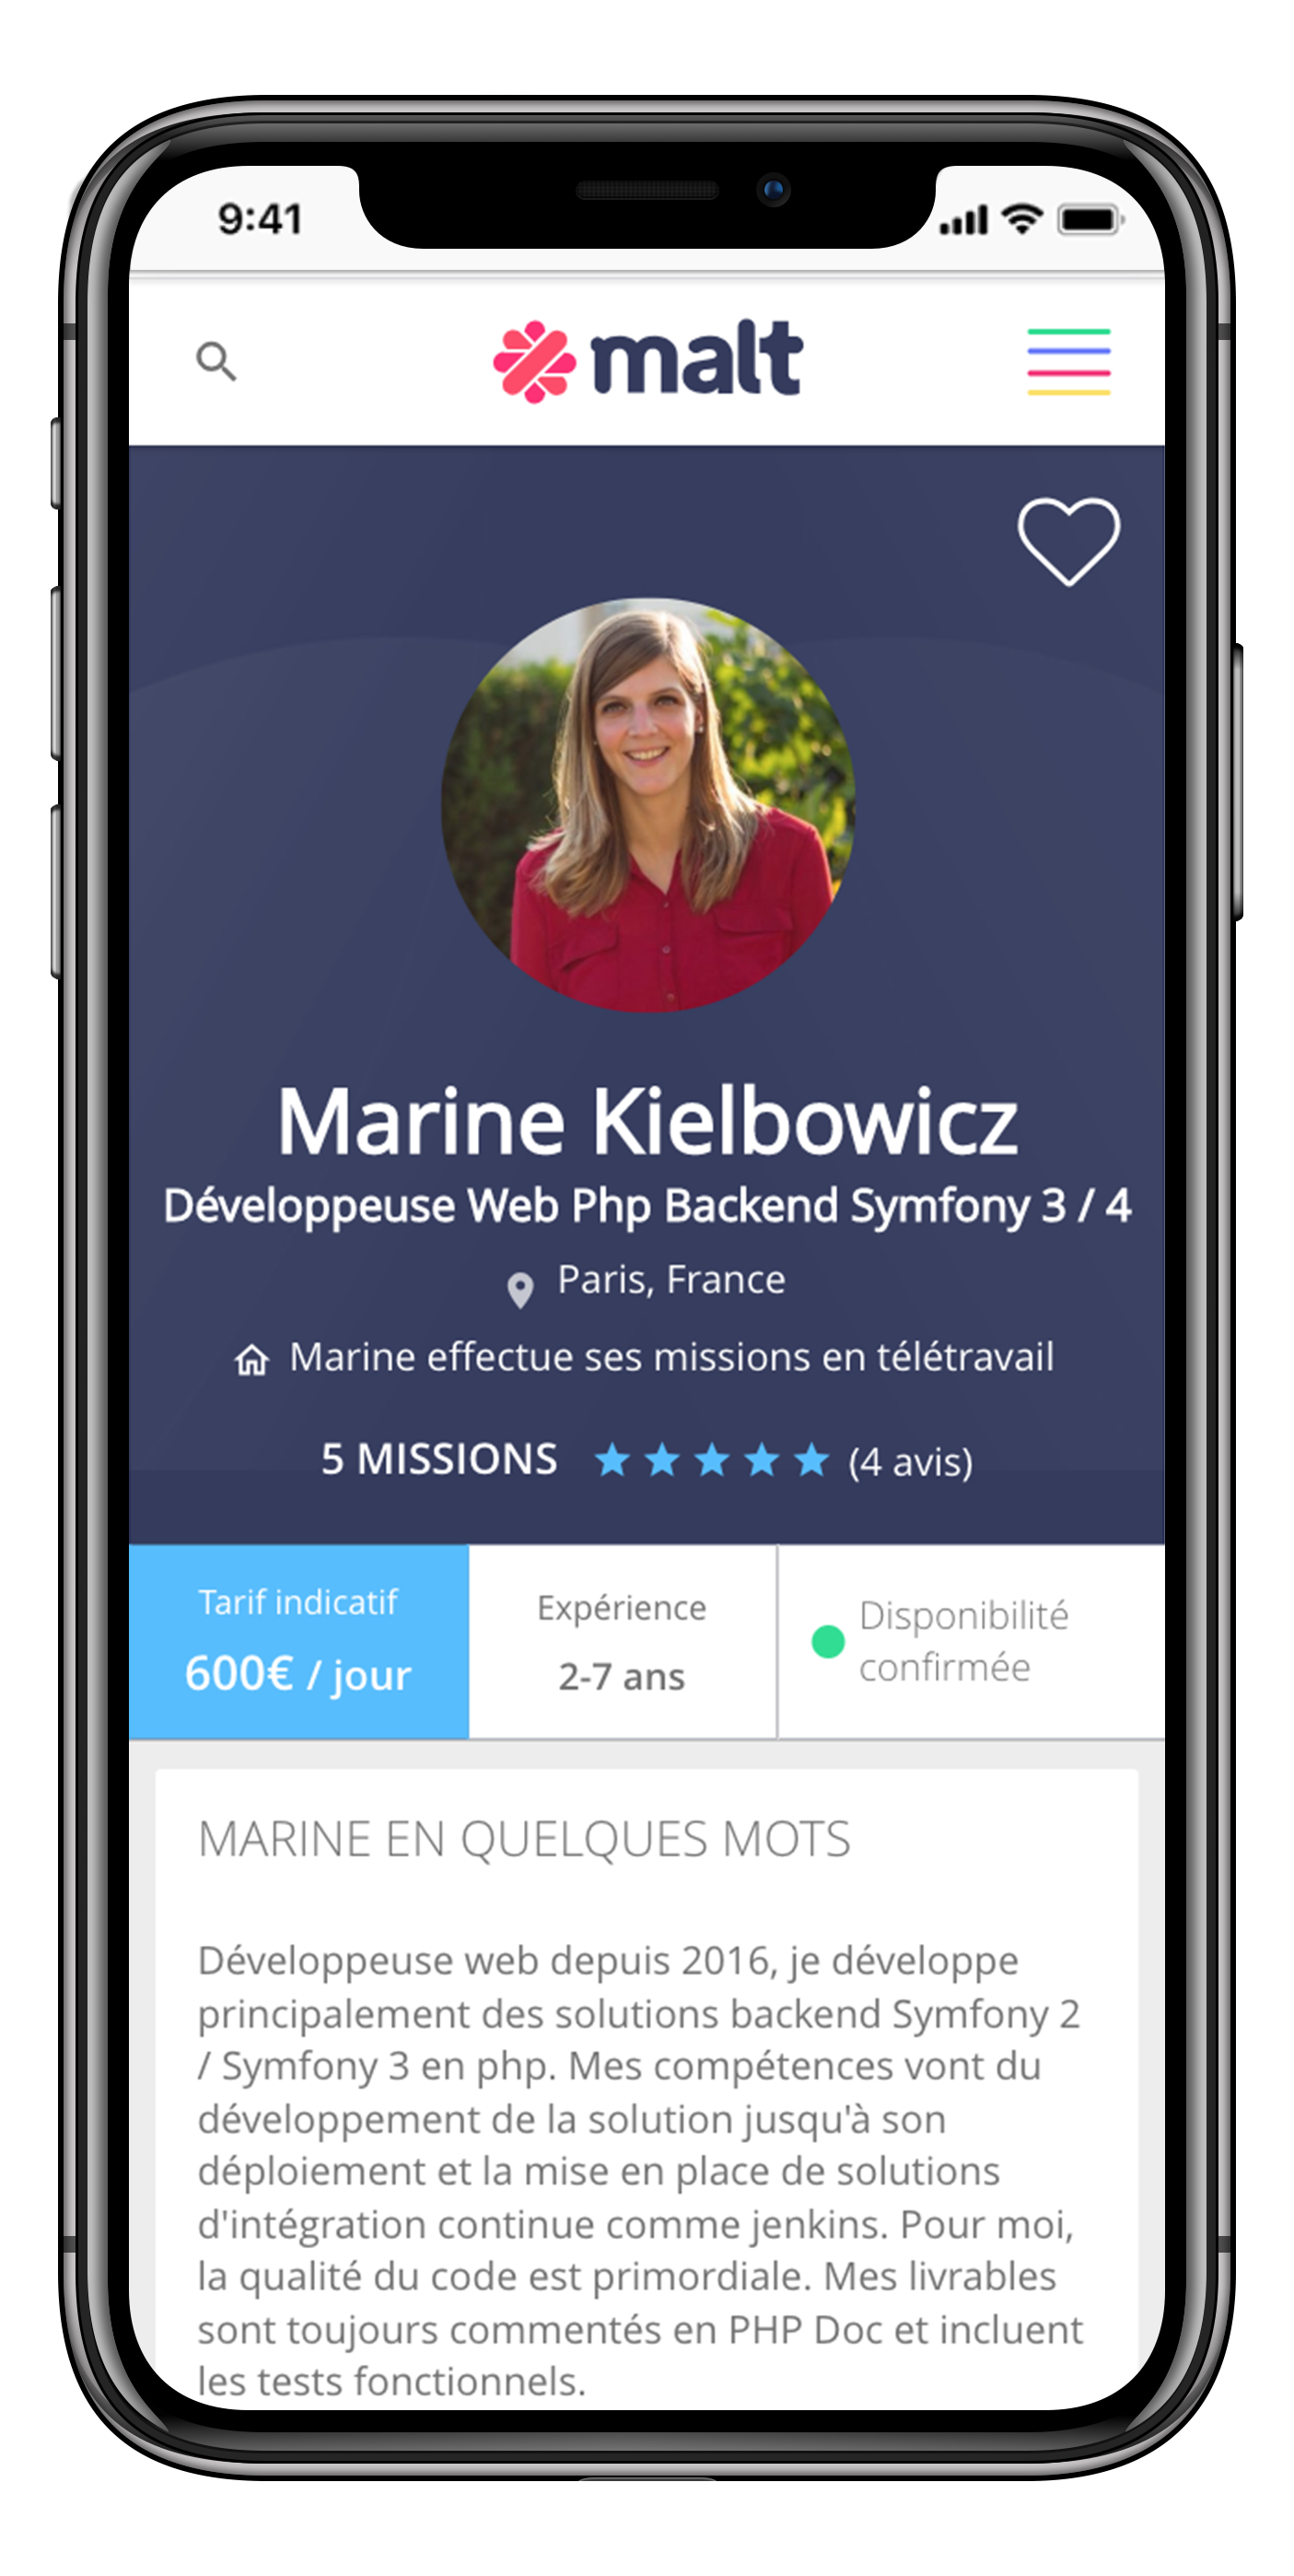 9:41
malt
Marine Kielbowicz
Développeuse Web Php Backend Symfony 3 / 4
Paris, France
Marine effectue ses missions en télétravail
5 MISSIONS (4 avis)
Tarif indicatif
600€ / jour
Expérience
2-7 ans
Disponibilité
confirmée
MARINE EN QUELQUES MOTS
Développeuse web depuis 2016, je développe
principalement des solutions backend Symfony 2
/ Symfony 3 en php. Mes compétences vont du
développement de la solution jusqu'à son
déploiement et la mise en place de solutions
d'intégration continue comme jenkins. Pour moi,
la qualité du code est primordiale. Mes livrables
sont toujours commentés en PHP Doc et incluent
les tests fonctionnels.